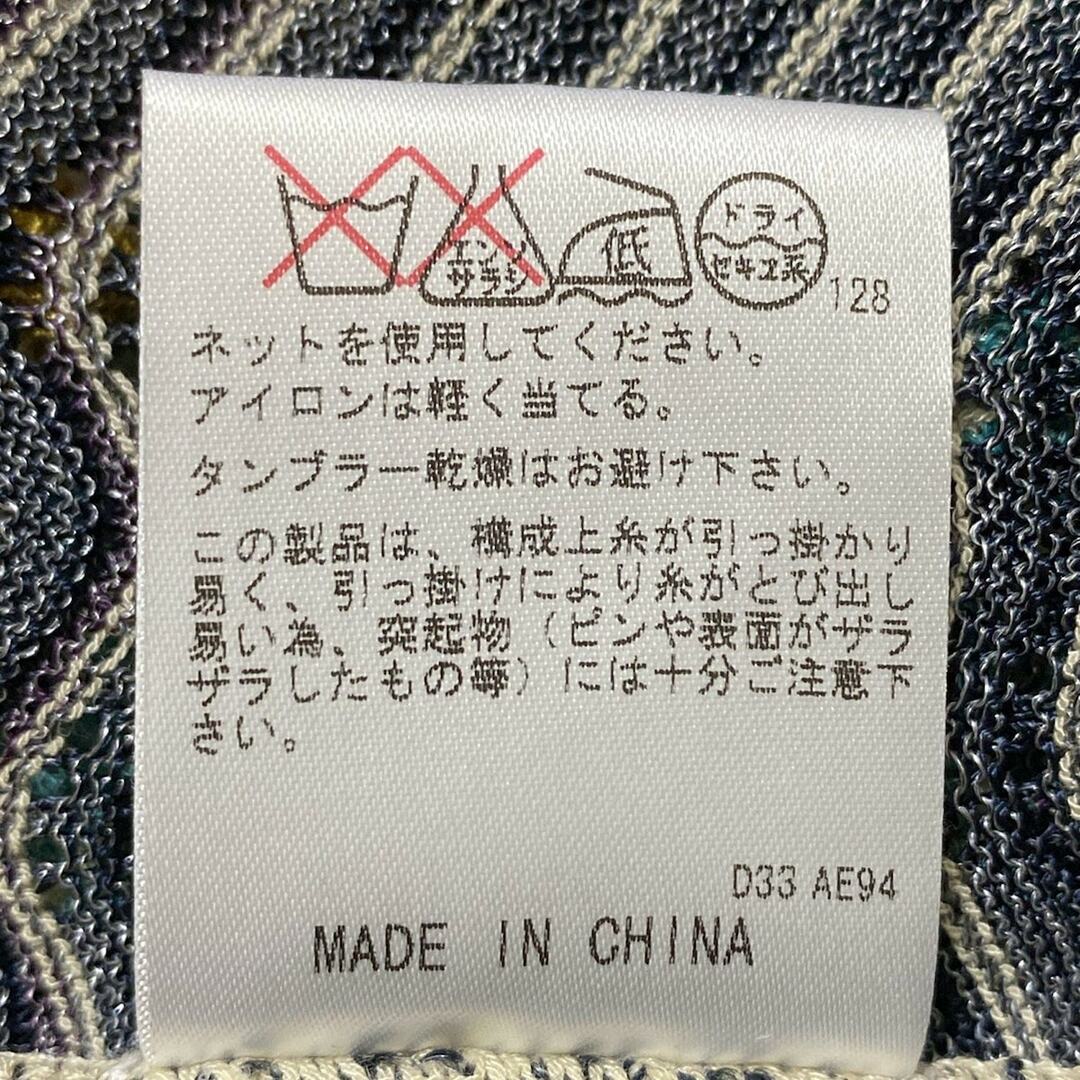 エンソ
サラシ
低
ドライ
セキユ系
128
ネットを使用してください。
アイロンは軽く当てる。
タンブラー乾燥はお避け下さい。
この製品は、構成上糸が引っ掛かり
易く、引っ掛けにより糸がとび出し
易い為、突起物（ピンや表面がザラ
ザラしたもの等）には十分ご注意下
さい。
D33 AE94
MADE IN CHINA